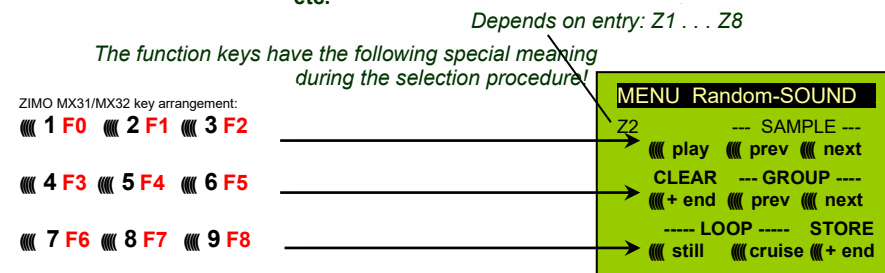 etc.
Depends on entry: Z1 . . . Z8
The function keys have the following special meaning
during the selection procedure!
ZIMO MX31/MX32 key arrangement:
1 F0 2 F1 3 F2
4 F3 5 F4 6 F5
7 F6 8 F7 9 F8
MENU Random-SOUND
Z2 --- SAMPLE ---
play prev next
CLEAR --- GROUP ----
+ end prev next
----- LOOP ----- STORE
still cruise + end